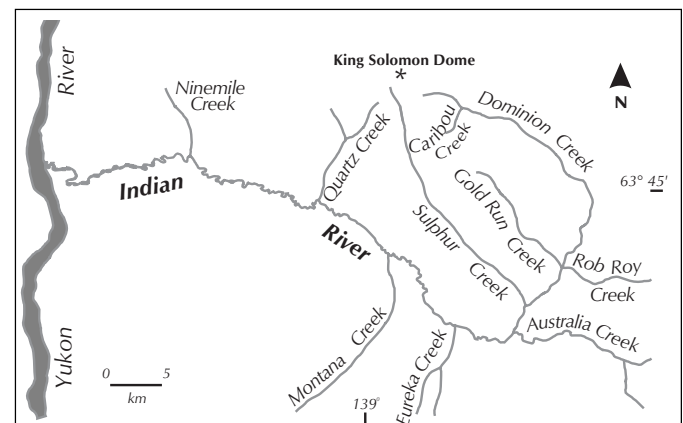 River
King Solomon Dome
*
Ninemile
Creek
N
Dominion Creek
Caribou
Creek
Quartz Creek
63° 45'
Indian
Gold Run
Creek
River
Sulphur
Creek
Rob Roy
Creek
Australia Creek
Yukon
Montana Creek
Eureka Creek
0 5
km
139°